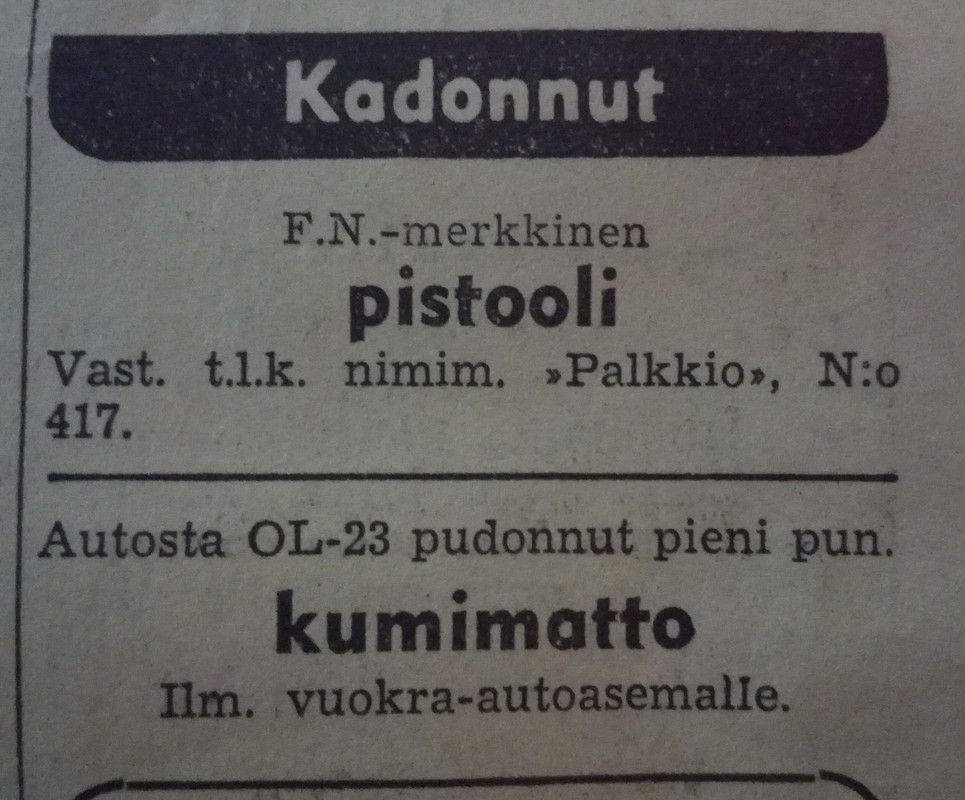 Kadonnut
F.N.-merkkinen
pistooli
Vast. t.l.k. nimim. »Palkkio», N:o
417.
Autosta OL-23 pudonnut pieni pun.
kumimatto
Ilm. vuokra-autoasemalle.